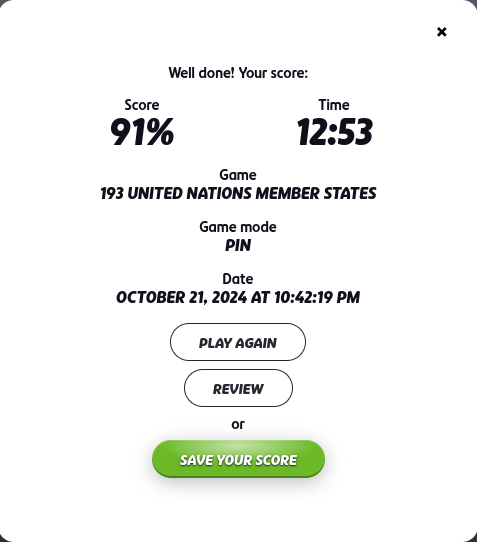 ×
Well done! Your score:
Score
91%
Time
12:53
Game
193 UNITED NATIONS MEMBER STATES
Game mode
PIN
Date
OCTOBER 21, 2024 AT 10:42:19 PM
PLAY AGAIN
REVIEW
or
SAVE YOUR SCORE